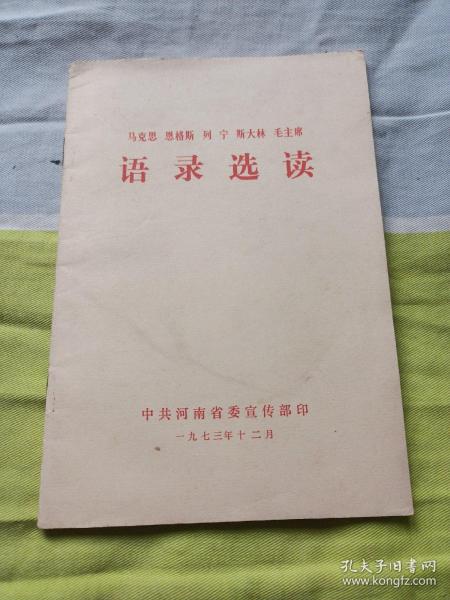 马克思 恩格斯 列宁 斯大林 毛主席
语录选读
中共河南省委宣传部印
一九七三年十二月
孔夫子旧书网
www.kongfz.com